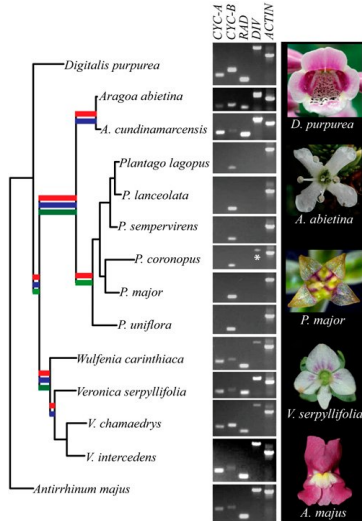 CYC-A
CYC-B
RAD
DIV
ACTIN
Digitalis purpurea
Aragoa abietina
A. cundinamarcensis
Plantago lagopus
P. lanceolata
P. sempervirens
P. coronopus
*
P. major
P. uniflora
Wulfenia carinthiaca
Veronica serpyllifolia
V. chamaedrys
V. intercedens
Antirrhinum majus
D. purpurea
A. abietina
P. major
V. serpyllifolia
A. majus